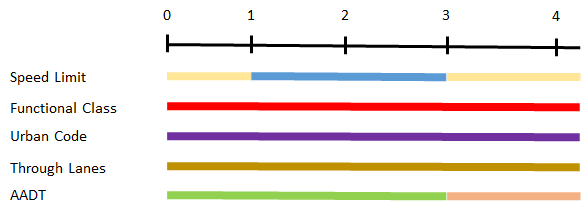 0 1 2 3 4
Speed Limit
Functional Class
Urban Code
Through Lanes
AADT